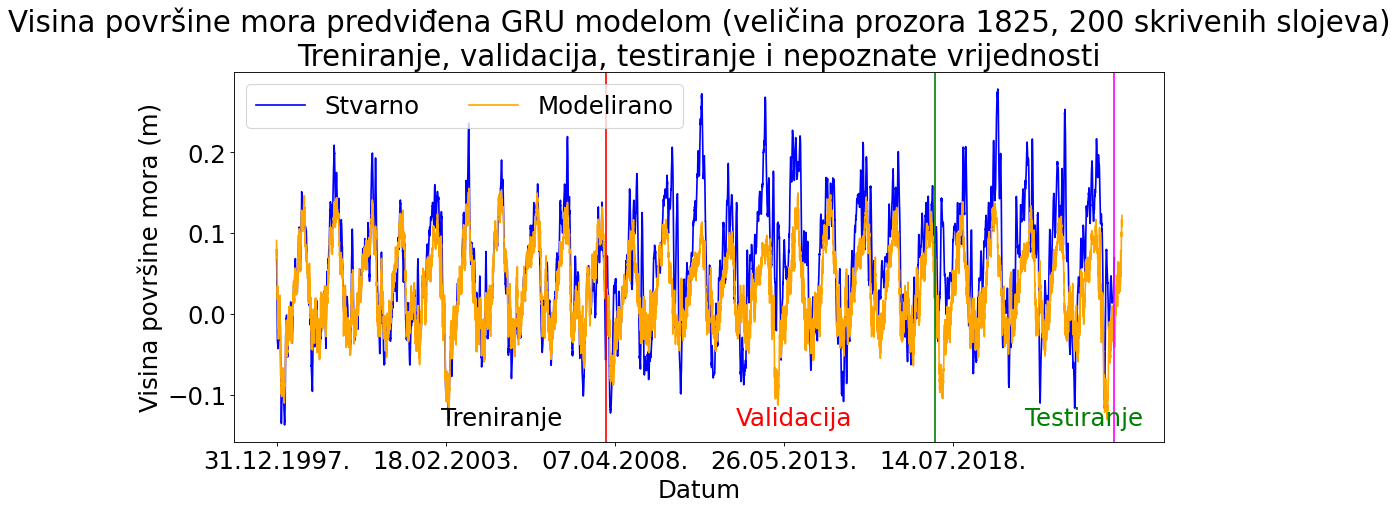 Visina površine mora predviđena GRU modelom (veličina prozora 1825, 200 skrivenih slojeva)
Treniranje, validacija, testiranje i nepoznate vrijednosti
Stvarno Modelirano
Visina površine mora (m)
0.2
0.1
0.0
−0.1
Treniranje Validacija Testiranje
31.12.1997. 18.02.2003. 07.04.2008. 26.05.2013. 14.07.2018.
Datum